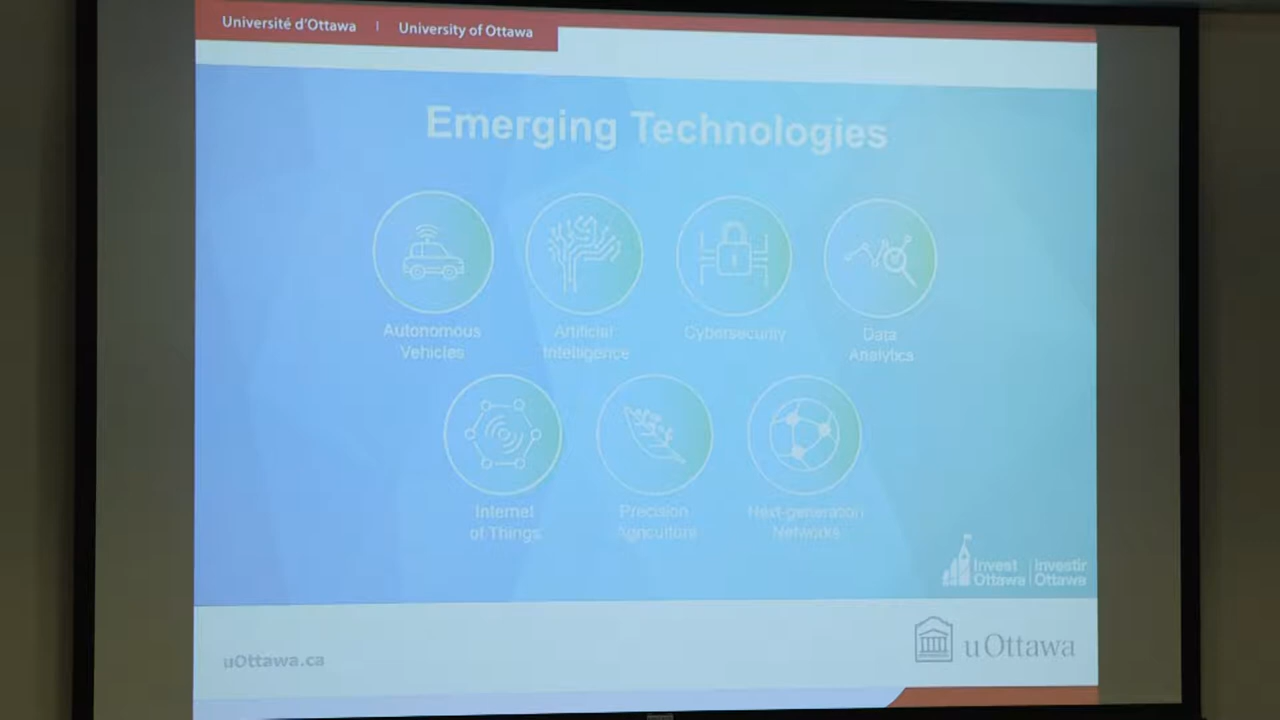 Université d'Ottawa | University of Ottawa
Emerging Technologies
Autonomous
Vehicles
Artificial
Intelligence
Cybersecurity
Data
Analytics
Internet
of Things
Precision
Agriculture
Next-generation
Networks
Invest | Investir
Ottawa | Ottawa
uOttawa
uOttawa.ca